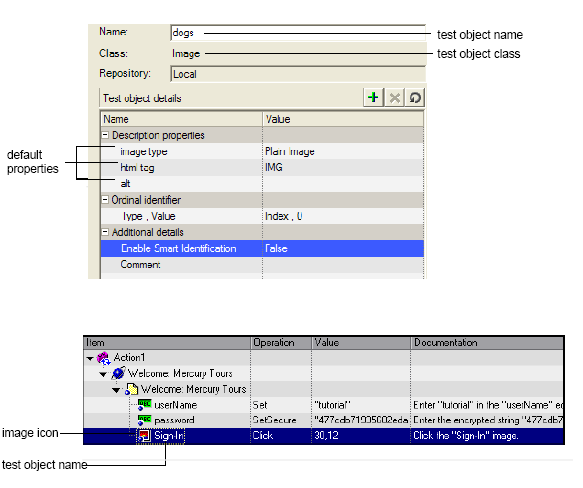 Name: dogs test object name
Class: Image test object class
Repository: Local
Test object details
Name Value
Description properties
image type Plain Image
html tag IMG
alt
default
properties
Ordinal identifier
Type , Value Index , 0
Additional details
Enable Smart Identification False
Comment
Item Operation Value Documentation
Action1
Welcome: Mercury Tours
Welcome: Mercury Tours
userName Set "tutorial" Enter "tutorial" in the "userName" ed
password SetSecure "477cdb71905002eda Enter the encrypted string "477cdb7
image icon Sign-In Click 30,12 Click the "Sign-In" image.
test object name